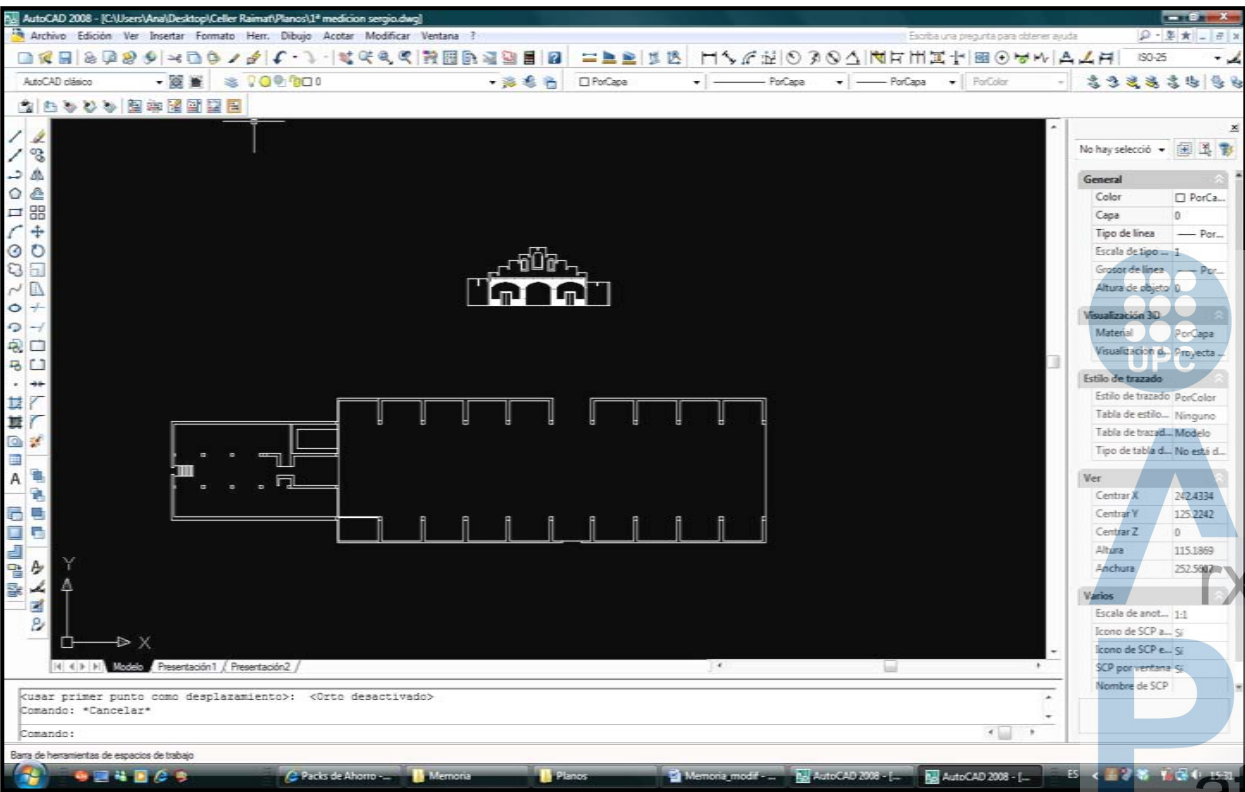 AutoCAD 2008 - [C:\Users\Ana\Desktop\Celler Raimat\Planos\1ª medicion sergio.dwg]
Archivo Edición Ver Insertar Formato Herr. Dibujo Acotar Modificar Ventana ? Escriba una pregunta para obtener ayuda
ISO-25
AutoCAD clásico 0 PorCapa PorCapa PorCapa PorColor
No hay selecció
General
Color PorCa...
Capa 0
Tipo de línea Por...
Escala de tipo ... 1
Grosor de línea Por...
Altura de objeto 0
Visualización 3D
Material PorCapa
Visualización d... Proyecta ...
UPC
Estilo de trazado
Estilo de trazado PorColor
Tabla de estilo... Ninguno
Tabla de trazad... Modelo
Tipo de tabla d... No está d...
Ver
Centrar X 242.4334
Centrar Y 125.2242
Centrar Z 0
Altura 115.1869
Anchura
Varios
Escala de anot... 1:1
Icono de SCP a... Sí
Icono de SCP e... Sí
SCP por ventana Sí
Nombre de SCP
A
rx
P
Y
X
Modelo Presentación1 Presentación2
<usar primer punto como desplazamiento>: <Orto desactivado>
Comando: *Cancelar*
Comando:
Barra de herramientas de espacios de trabajo
Packs de Ahorro -... Memoria Planos Memoria_modif - ... AutoCAD 2008 - [... AutoCAD 2008 - [... ES 15:31